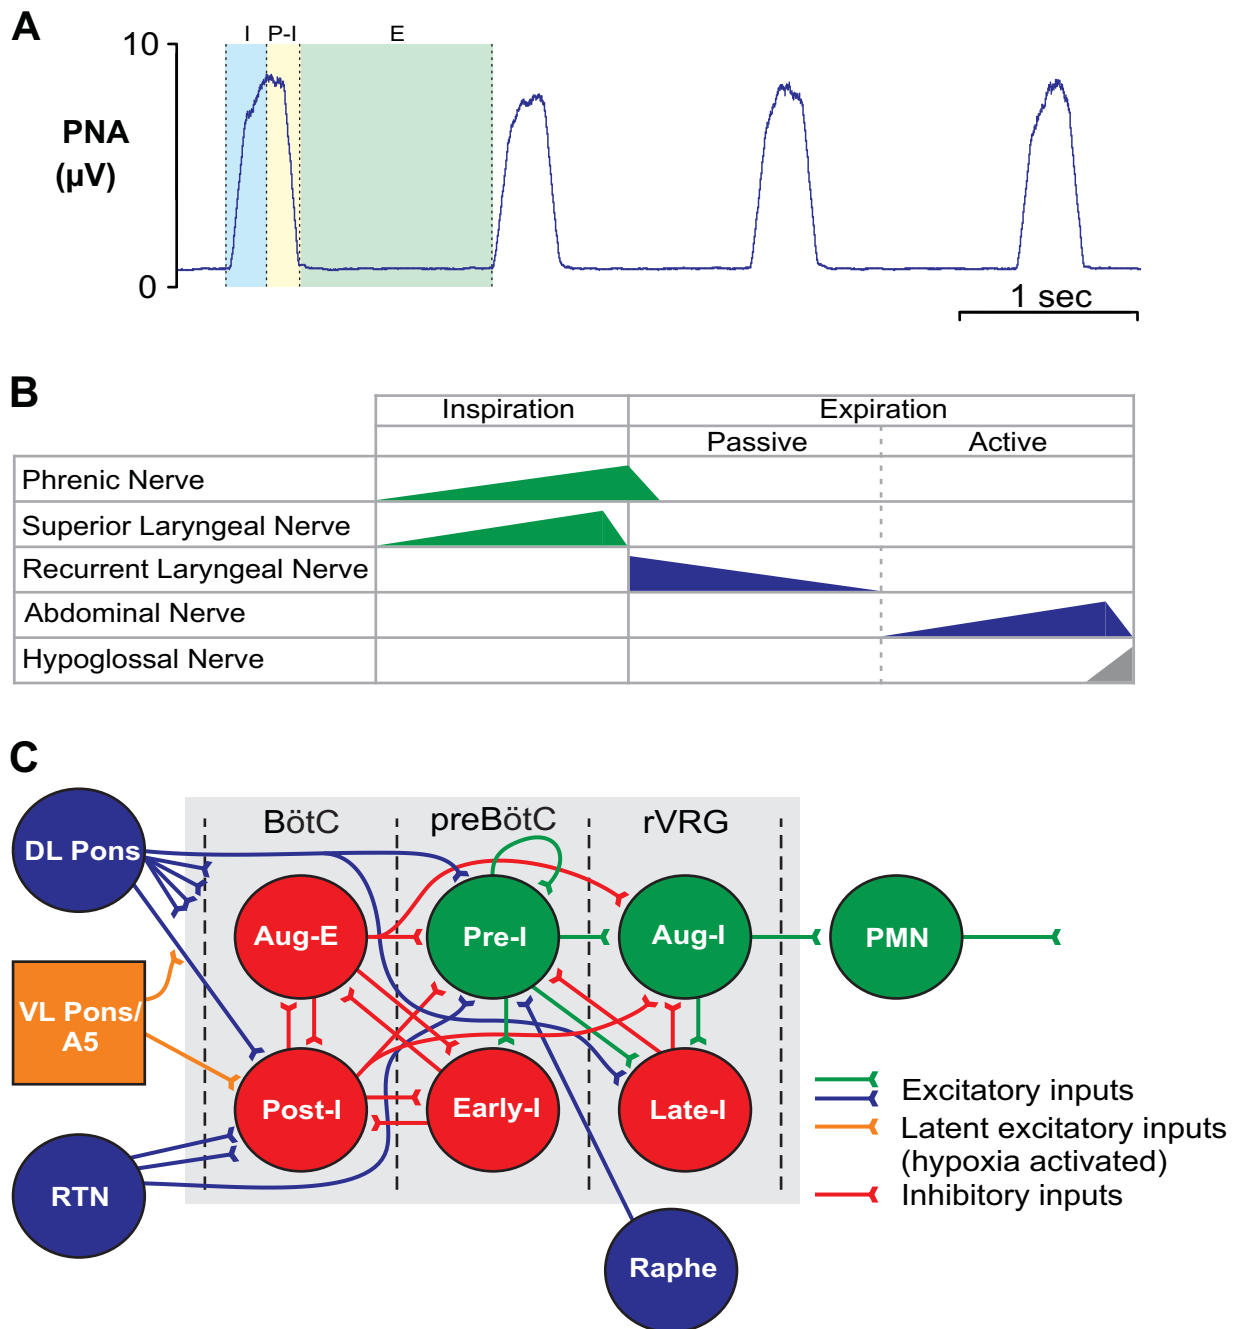 A
I P-I E
10
PNA
(µV)
0
1 sec
B
Inspiration Expiration
Passive Active
Phrenic Nerve
Superior Laryngeal Nerve
Recurrent Laryngeal Nerve
Abdominal Nerve
Hypoglossal Nerve
C
BötC preBötC rVRG
DL Pons
Aug-E Pre-I Aug-I PMN
VL Pons/
A5
Post-I Early-I Late-I
Excitatory inputs
Latent excitatory inputs
(hypoxia activated)
Inhibitory inputs
RTN
Raphe